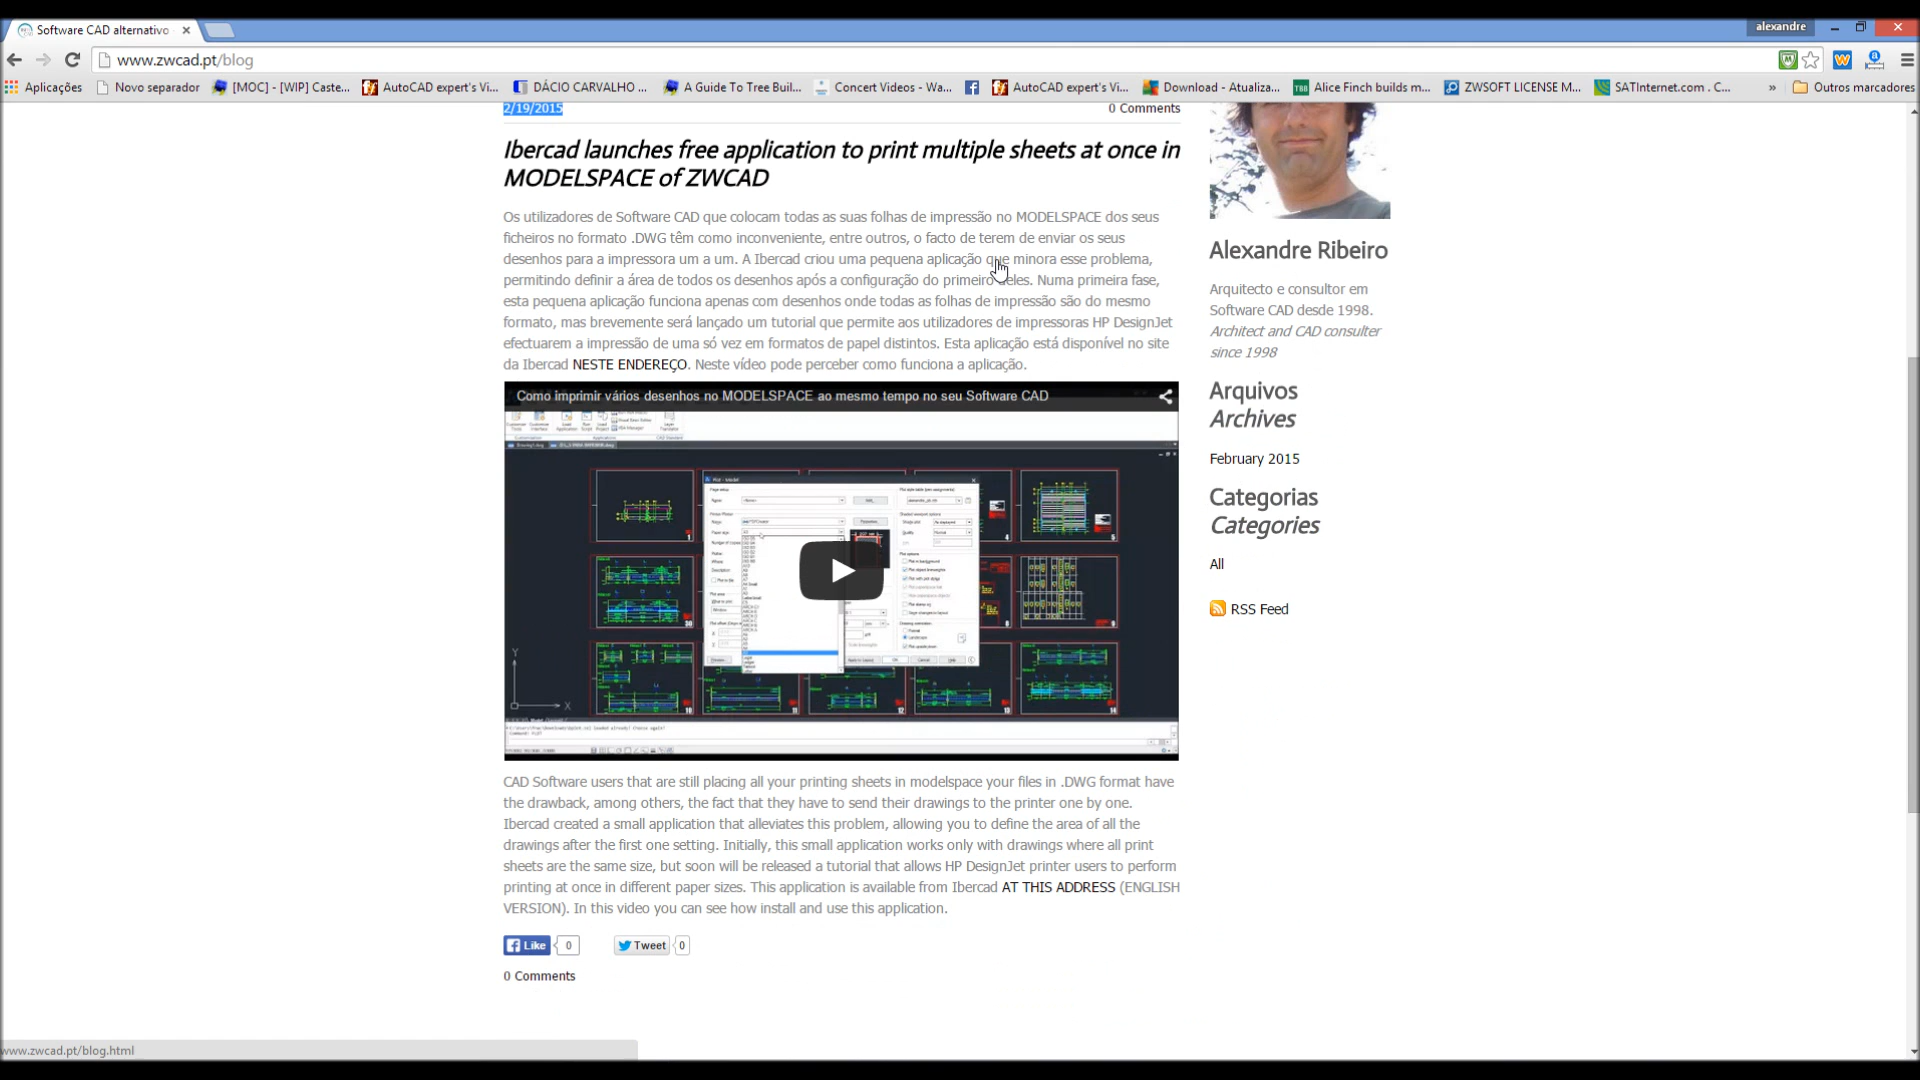 Software CAD alternativo
alexandre
www.zwcad.pt/blog
Aplicações
Novo separador
[MOC] - [WIP] Caste...
AutoCAD expert's Vi...
DÁCIO CARVALHO ...
A Guide To Tree Buil...
Concert Videos - Wa...
AutoCAD expert's Vi...
Download - Atualiza...
Alice Finch builds m...
ZWSOFT LICENSE M...
SATInternet.com . C...
»
Outros marcadores
2/19/2015
0 Comments
Ibercad launches free application to print multiple sheets at once in
MODELSPACE of ZWCAD
Os utilizadores de Software CAD que colocam todas as suas folhas de impressão no MODELSPACE dos seus
ficheiros no formato .DWG têm como inconveniente, entre outros, o facto de terem de enviar os seus
desenhos para a impressora um a um. A Ibercad criou uma pequena aplicação que minora esse problema,
permitindo definir a área de todos os desenhos após a configuração do primeiro deles. Numa primeira fase,
esta pequena aplicação funciona apenas com desenhos onde todas as folhas de impressão são do mesmo
formato, mas brevemente será lançado um tutorial que permite aos utilizadores de impressoras HP DesignJet
efectuarem a impressão de uma só vez em formatos de papel distintos. Esta aplicação está disponível no site
da Ibercad NESTE ENDEREÇO. Neste vídeo pode perceber como funciona a aplicação.
Como imprimir vários desenhos no MODELSPACE ao mesmo tempo no seu Software CAD
CAD Software users that are still placing all your printing sheets in modelspace your files in .DWG format have
the drawback, among others, the fact that they have to send their drawings to the printer one by one.
Ibercad created a small application that alleviates this problem, allowing you to define the area of all the
drawings after the first one setting. Initially, this small application works only with drawings where all print
sheets are the same size, but soon will be released a tutorial that allows HP DesignJet printer users to perform
printing at once in different paper sizes. This application is available from Ibercad AT THIS ADDRESS (ENGLISH
VERSION). In this video you can see how install and use this application.
Like 0
Tweet 0
0 Comments
Alexandre Ribeiro
Arquitecto e consultor em
Software CAD desde 1998.
Architect and CAD consulter
since 1998
Arquivos
Archives
February 2015
Categorias
Categories
All
RSS Feed
www.zwcad.pt/blog.html